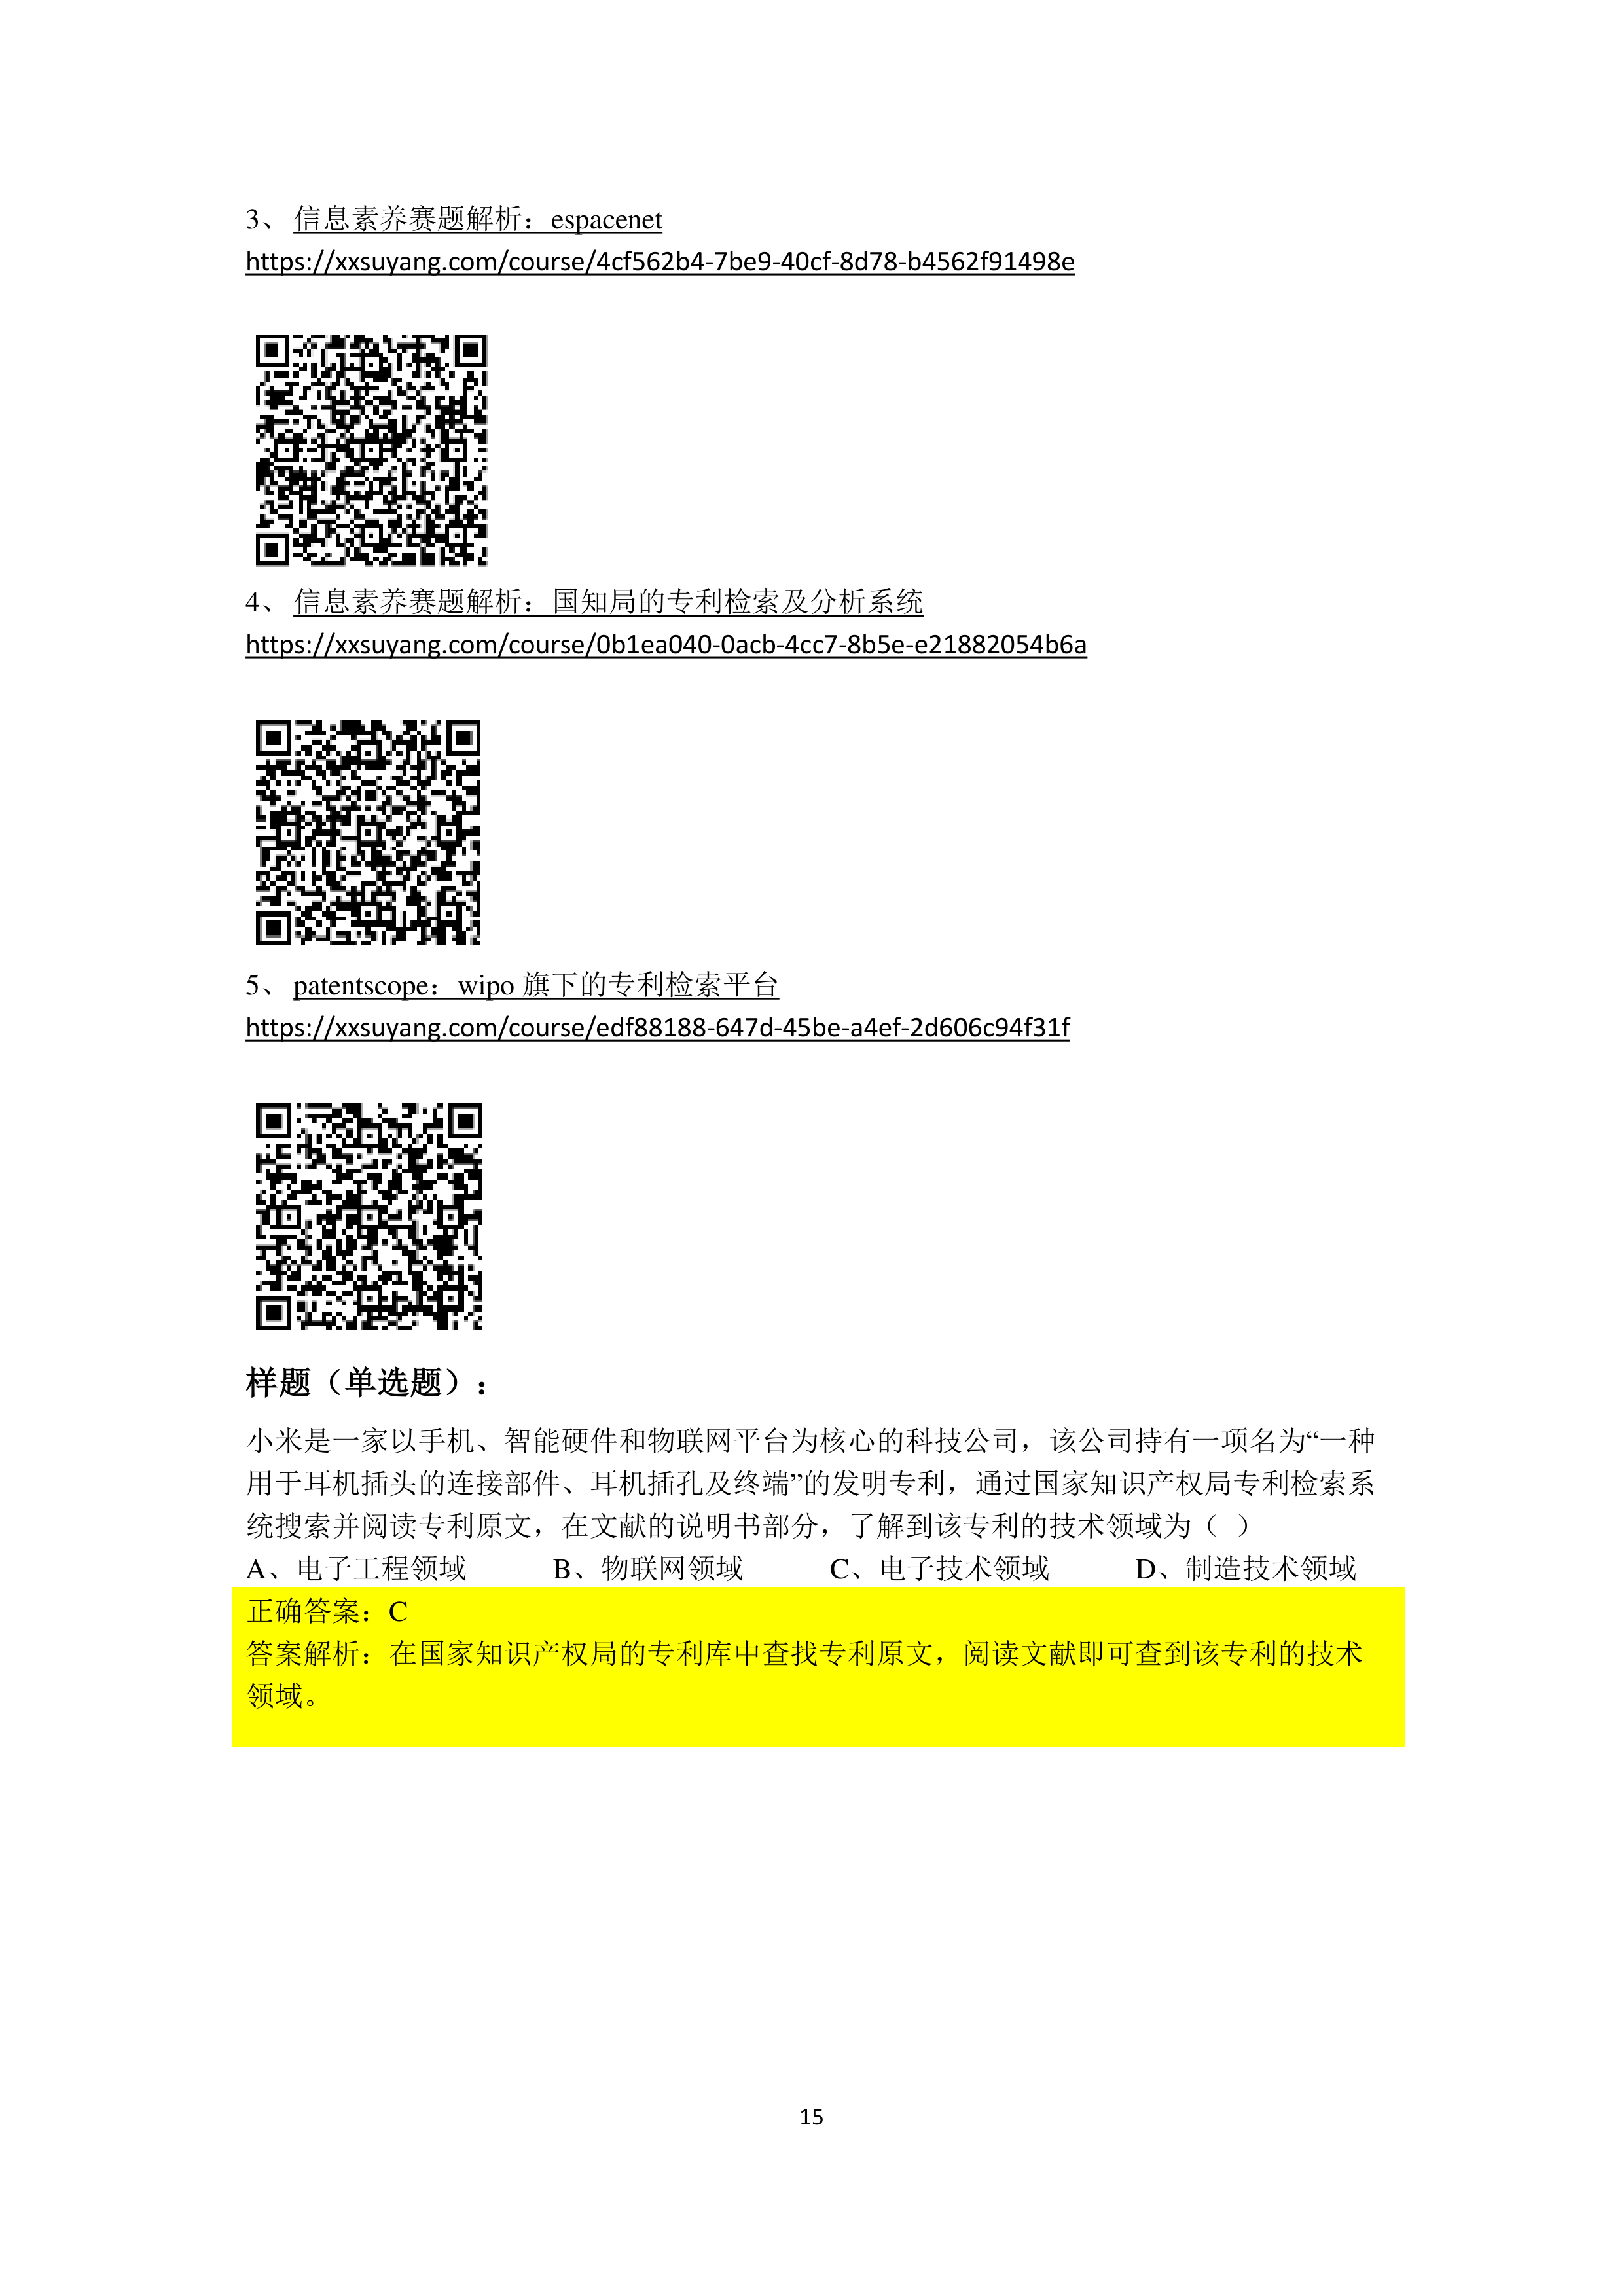 3、 信息素养赛题解析：espacenet
https://xxsuyang.com/course/4cf562b4-7be9-40cf-8d78-b4562f91498e
4、 信息素养赛题解析：国知局的专利检索及分析系统
https://xxsuyang.com/course/0b1ea040-0acb-4cc7-8b5e-e21882054b6a
5、 patentscope：wipo 旗下的专利检索平台
https://xxsuyang.com/course/edf88188-647d-45be-a4ef-2d606c94f31f
样题（单选题）：
小米是一家以手机、智能硬件和物联网平台为核心的科技公司，该公司持有一项名为“一种
用于耳机插头的连接部件、耳机插孔及终端”的发明专利，通过国家知识产权局专利检索系
统搜索并阅读专利原文，在文献的说明书部分，了解到该专利的技术领域为（ ）
A、电子工程领域 B、物联网领域 C、电子技术领域 D、制造技术领域
正确答案：C
答案解析：在国家知识产权局的专利库中查找专利原文，阅读文献即可查到该专利的技术
领域。
15